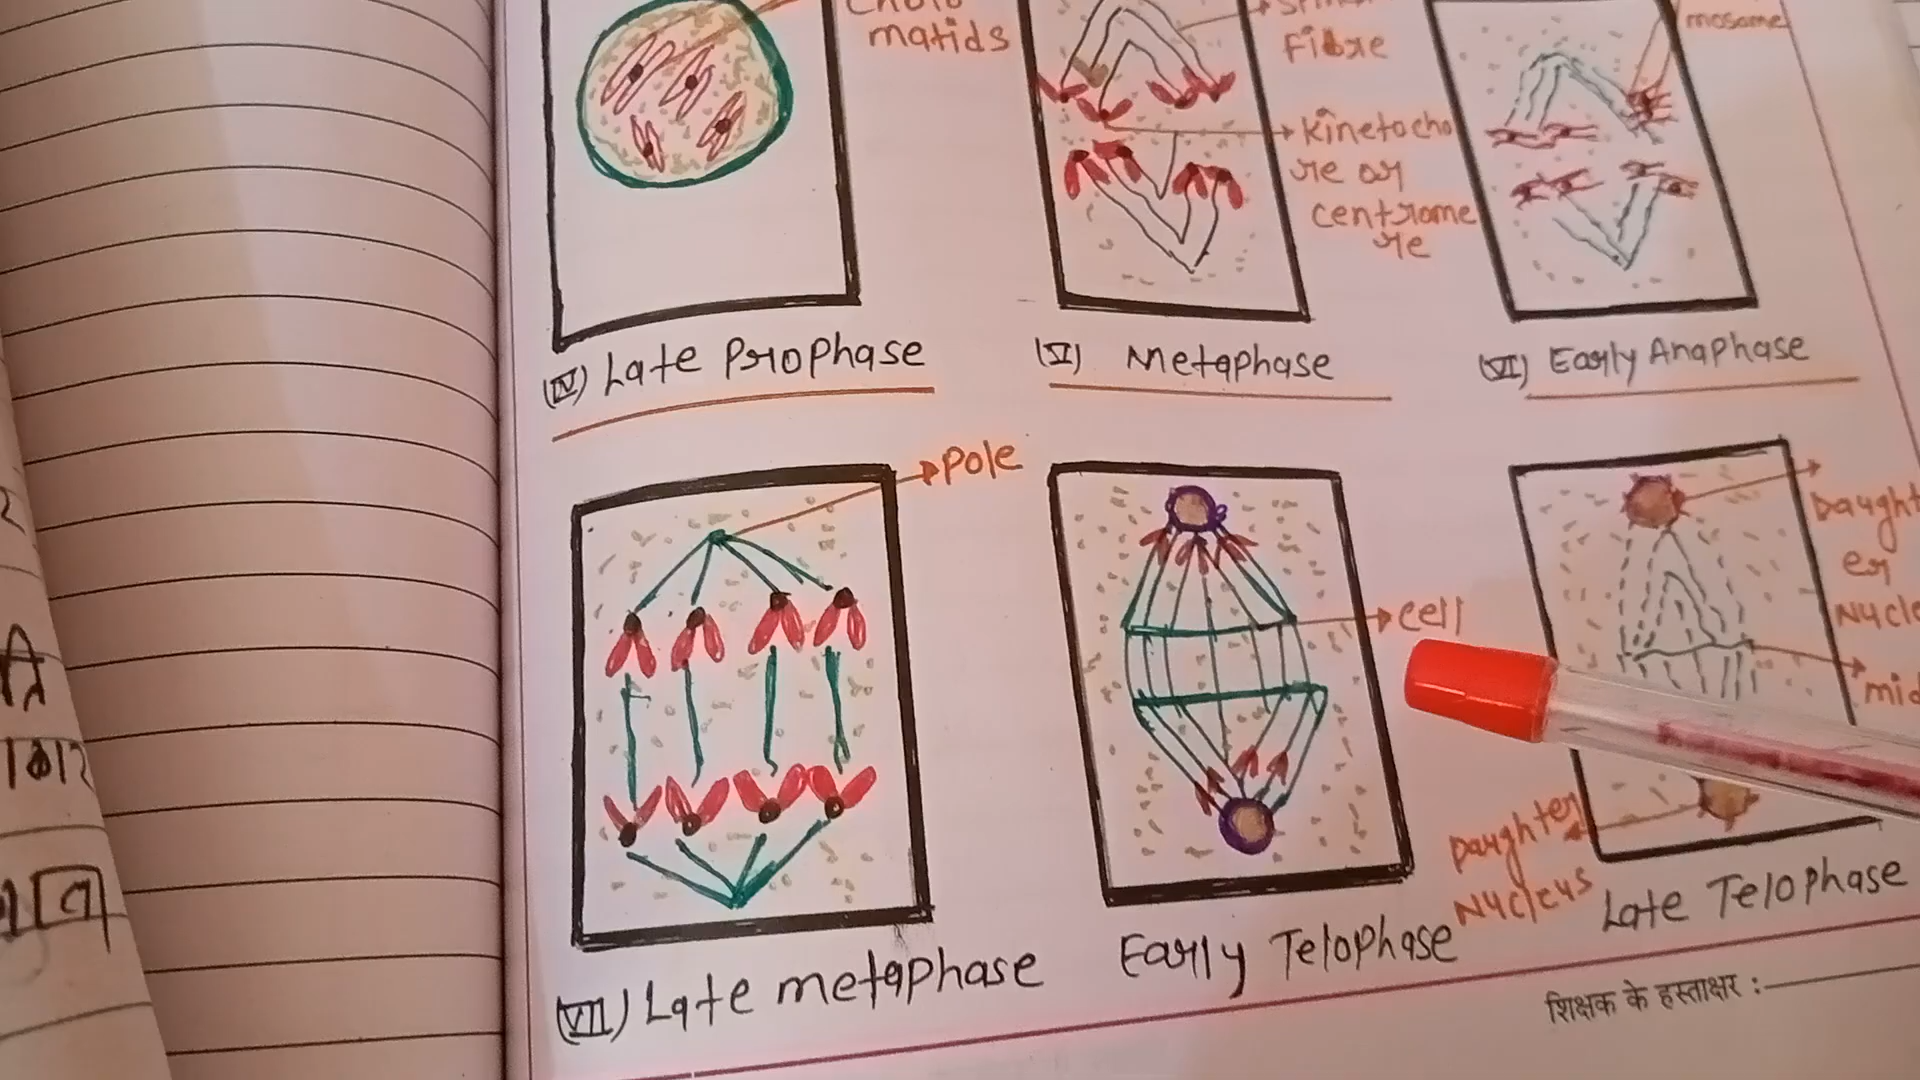 matids
Fibre
mosome
Kinetocho
re or
centrome
re
(IV) Late Prophase
(V) Metaphase
(VI) Early Anaphase
Pole
cell
Daught
er
Nucle
mid
Daughter
Nucleus
(VII) Late metaphase
Early Telophase
Late Telophase
शिक्षक के हस्ताक्षर :